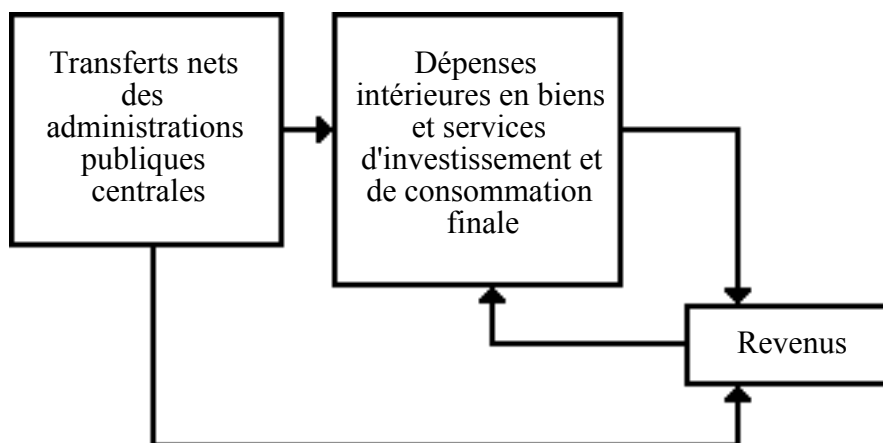 Transferts nets
des
administrations
publiques
centrales
Dépenses
intérieures en biens
et services
d'investissement et
de consommation
finale
Revenus